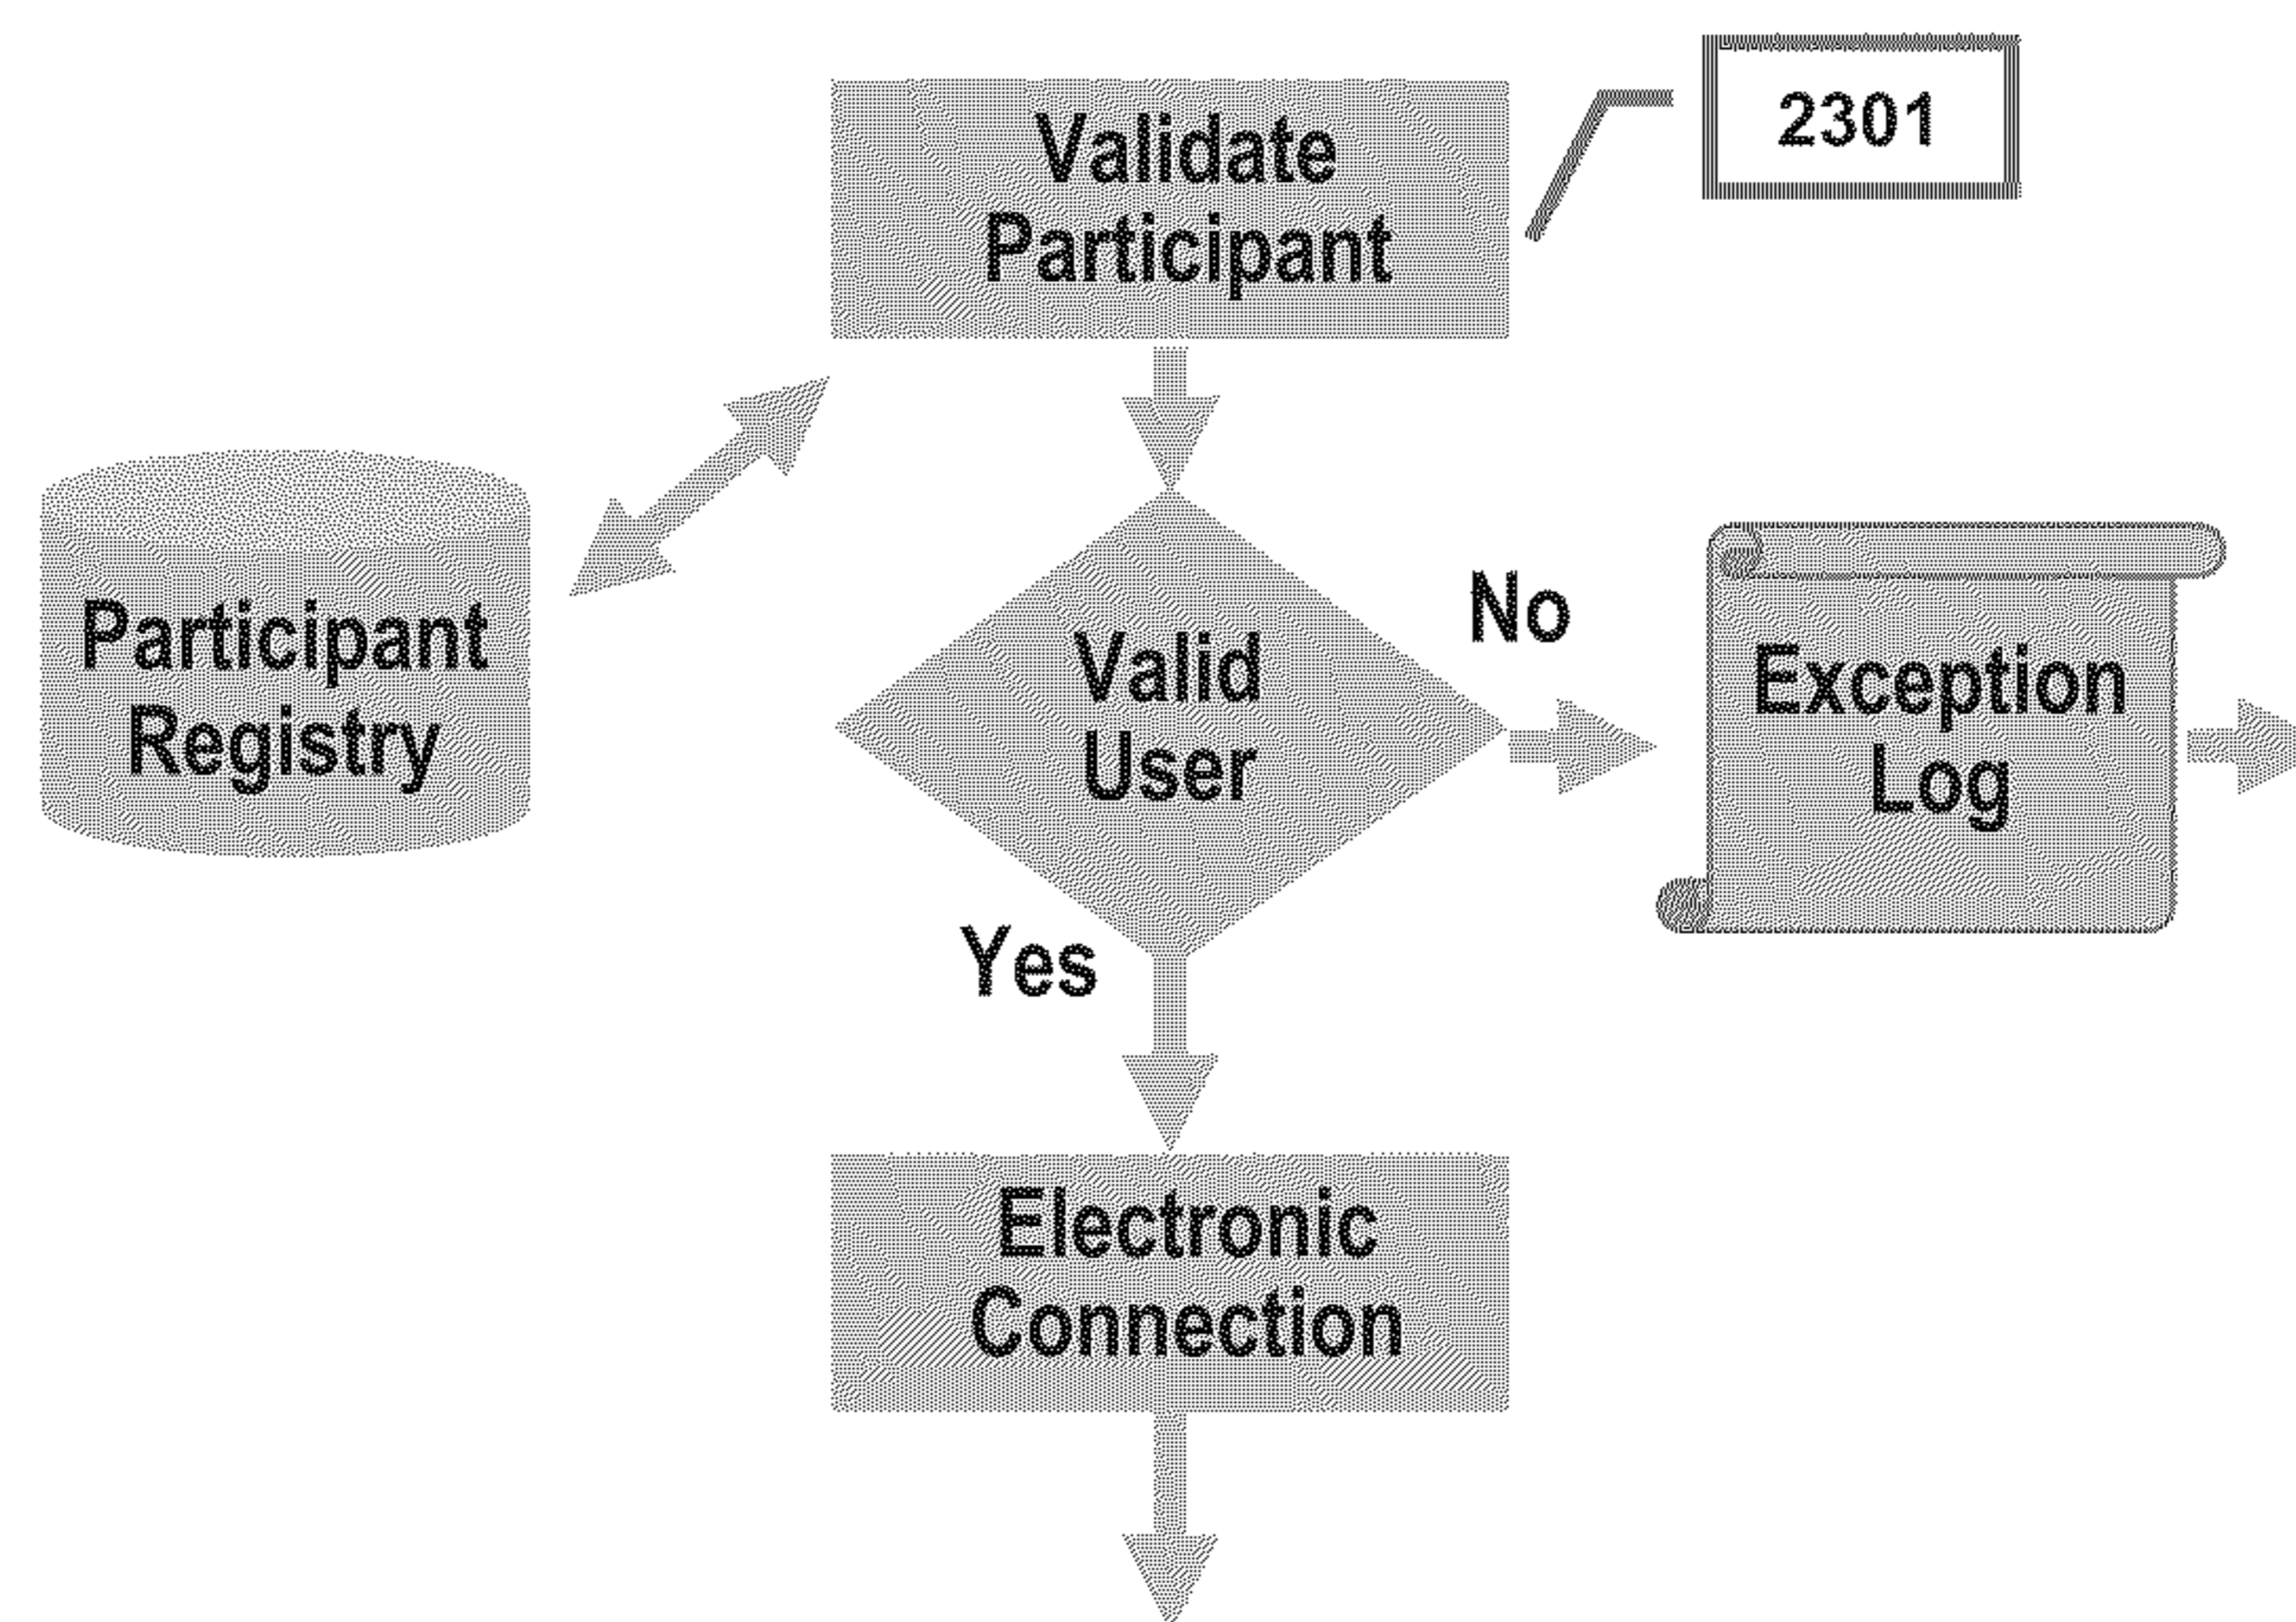 Validate
Participant
2301
Participant
Registry
Valid
User
No
Exception
Log
Yes
Electronic
Connection